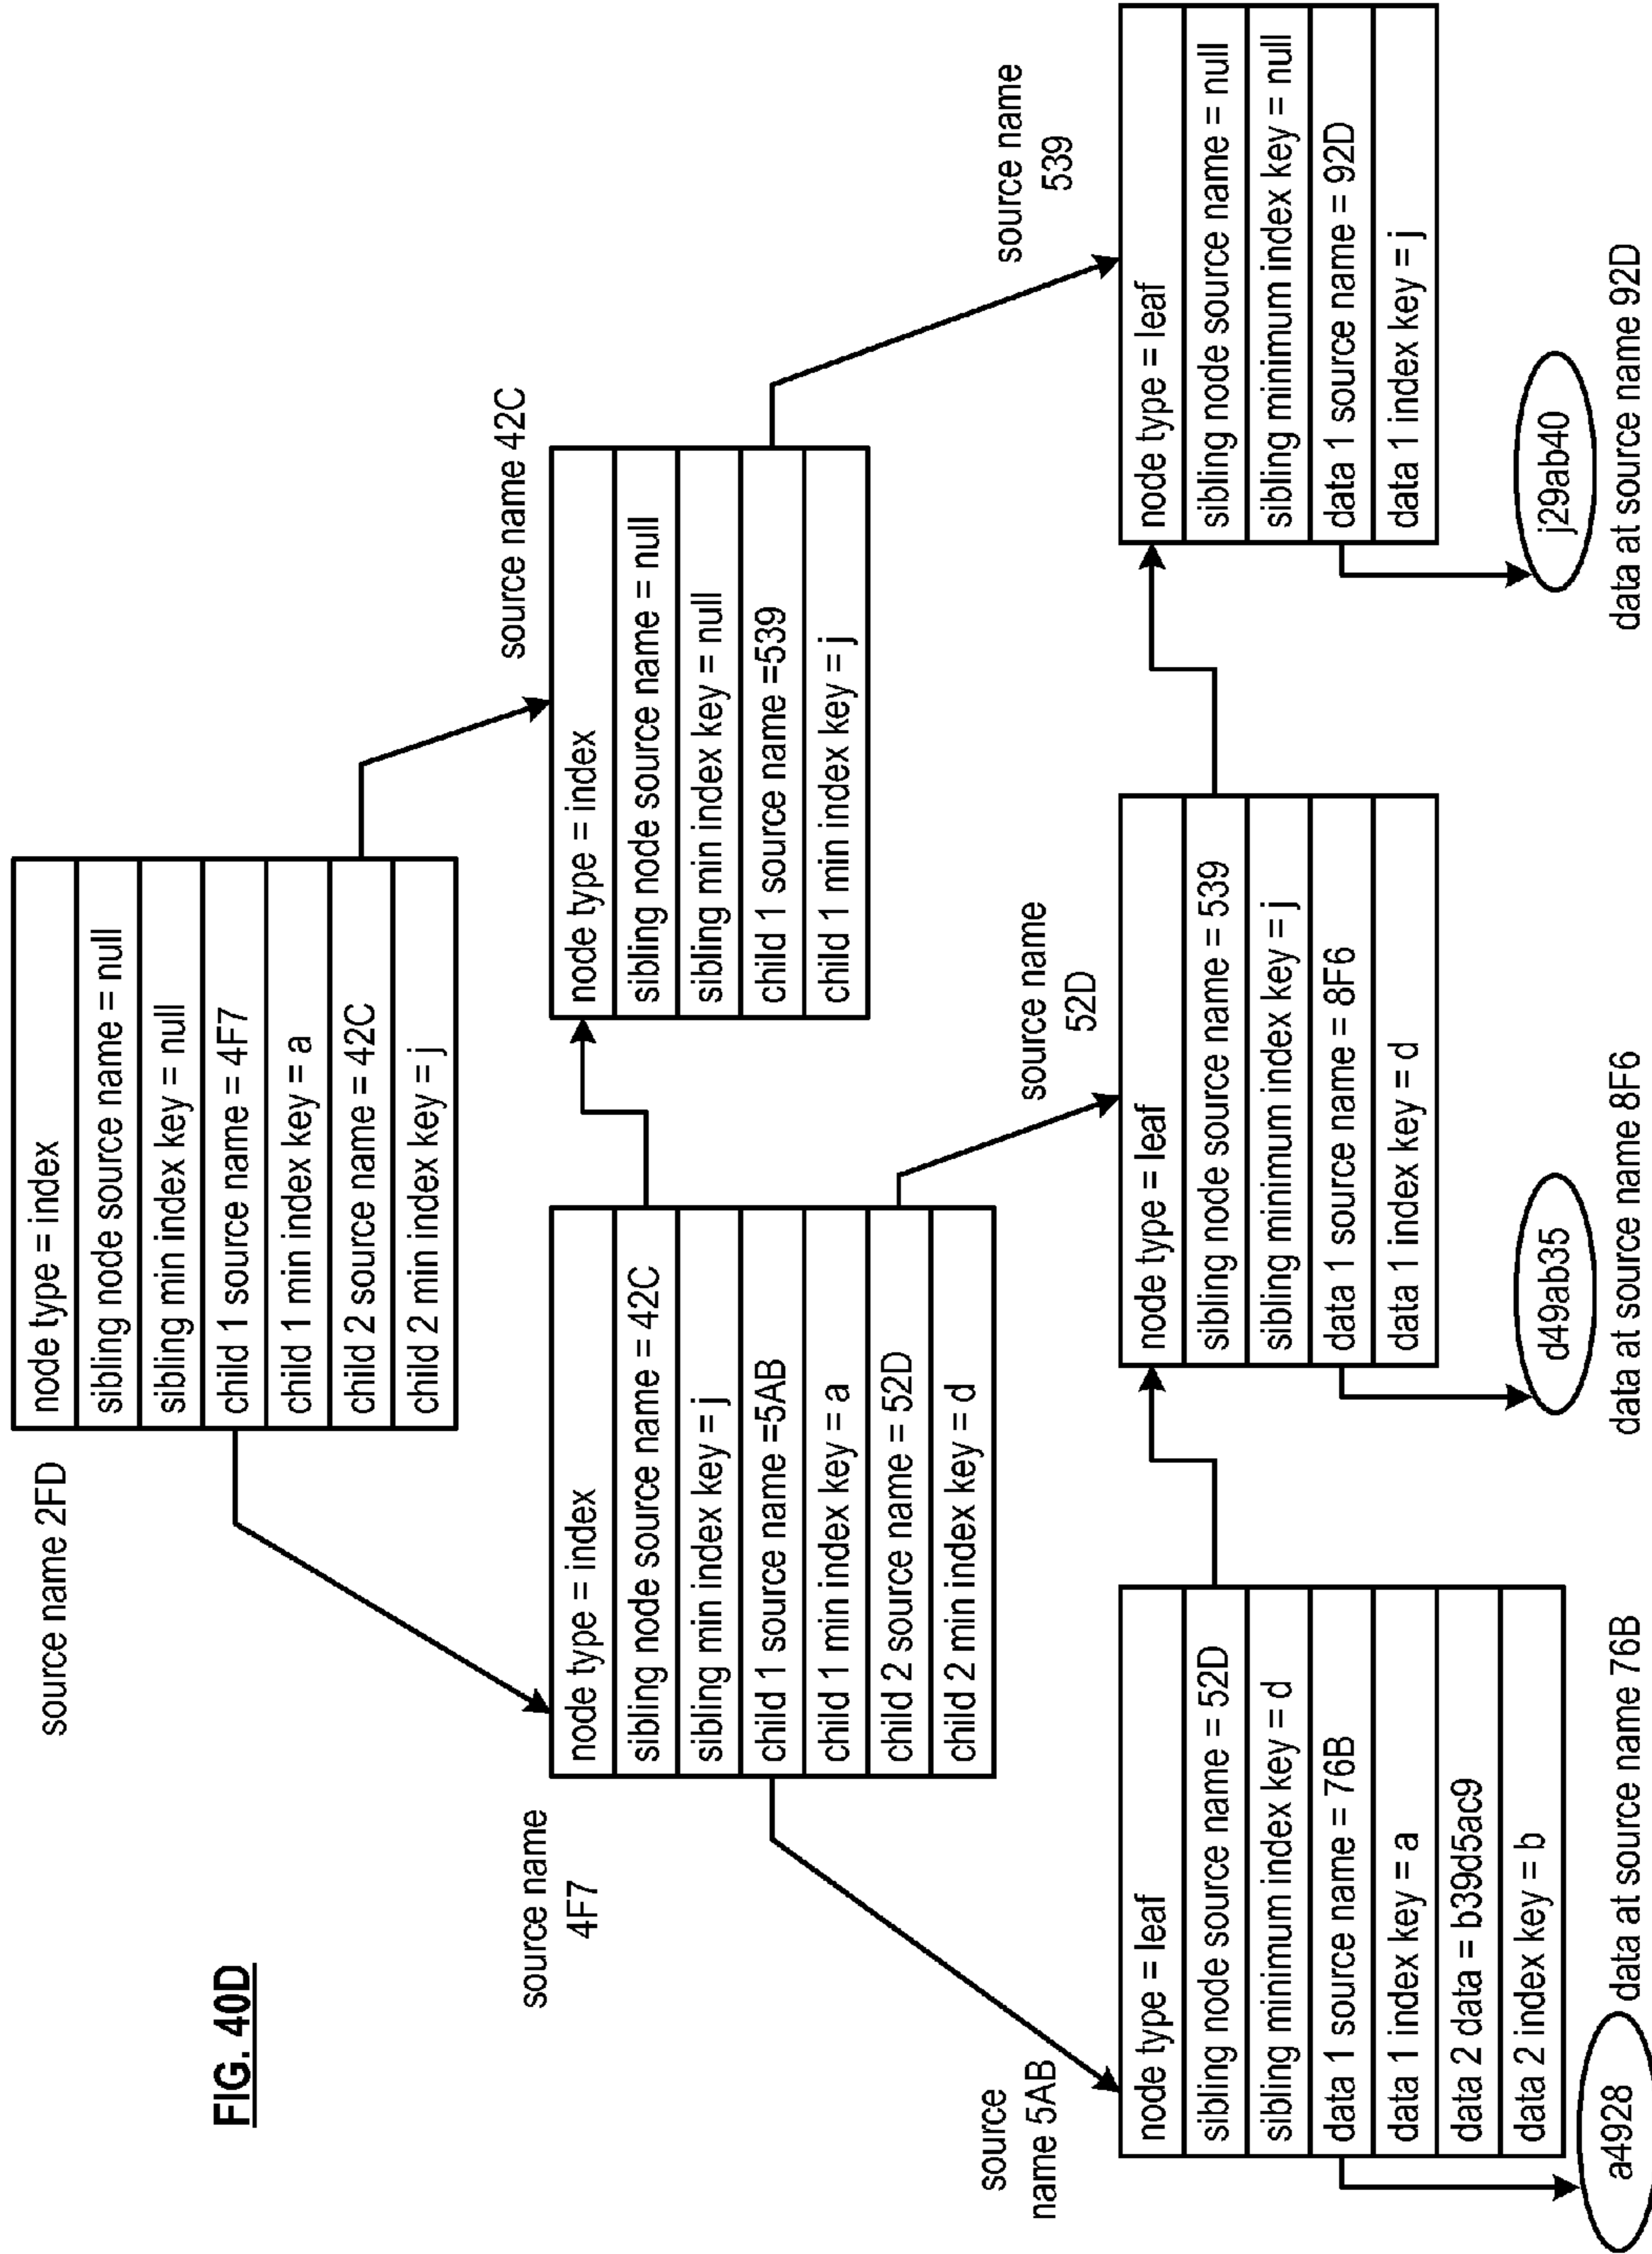 FIG. 40D
source name 2FD
node type = index
sibling node source name = null
sibling min index key = null
child 1 source name = 4F7
child 1 min index key = a
child 2 source name = 42C
child 2 min index key = j
source name
4F7
node type = index
sibling node source name = 42C
sibling min index key = j
child 1 source name =5AB
child 1 min index key = a
child 2 source name = 52D
child 2 min index key = d
source name 42C
node type = index
sibling node source name = null
sibling min index key = null
child 1 source name =539
child 1 min index key = j
source
name 5AB
node type = leaf
sibling node source name = 52D
sibling minimum index key = d
data 1 source name = 76B
data 1 index key = a
data 2 data = b39d5ac9
data 2 index key = b
a4928
data at source name 76B
source name
52D
node type = leaf
sibling node source name = 539
sibling minimum index key = j
data 1 source name = 8F6
data 1 index key = d
d49ab35
data at source name 8F6
source name
539
node type = leaf
sibling node source name = null
sibling minimum index key = null
data 1 source name = 92D
data 1 index key = j
j29ab40
data at source name 92D